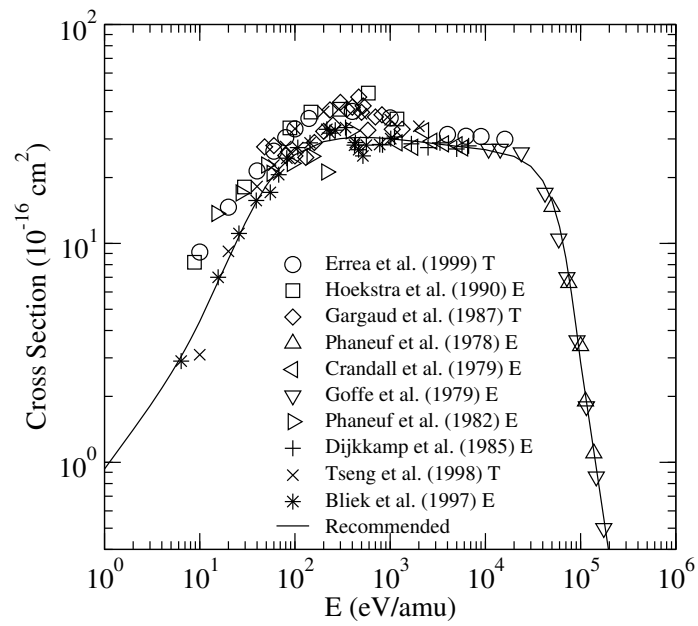 10^2
10^1
10^0
Cross Section (10^-16 cm^2)
Errea et al. (1999) T
Hoekstra et al. (1990) E
Gargaud et al. (1987) T
Phaneuf et al. (1978) E
Crandall et al. (1979) E
Goffe et al. (1979) E
Phaneuf et al. (1982) E
Dijkkamp et al. (1985) E
Tseng et al. (1998) T
Bliek et al. (1997) E
Recommended
10^0 10^1 10^2 10^3 10^4 10^5 10^6
E (eV/amu)